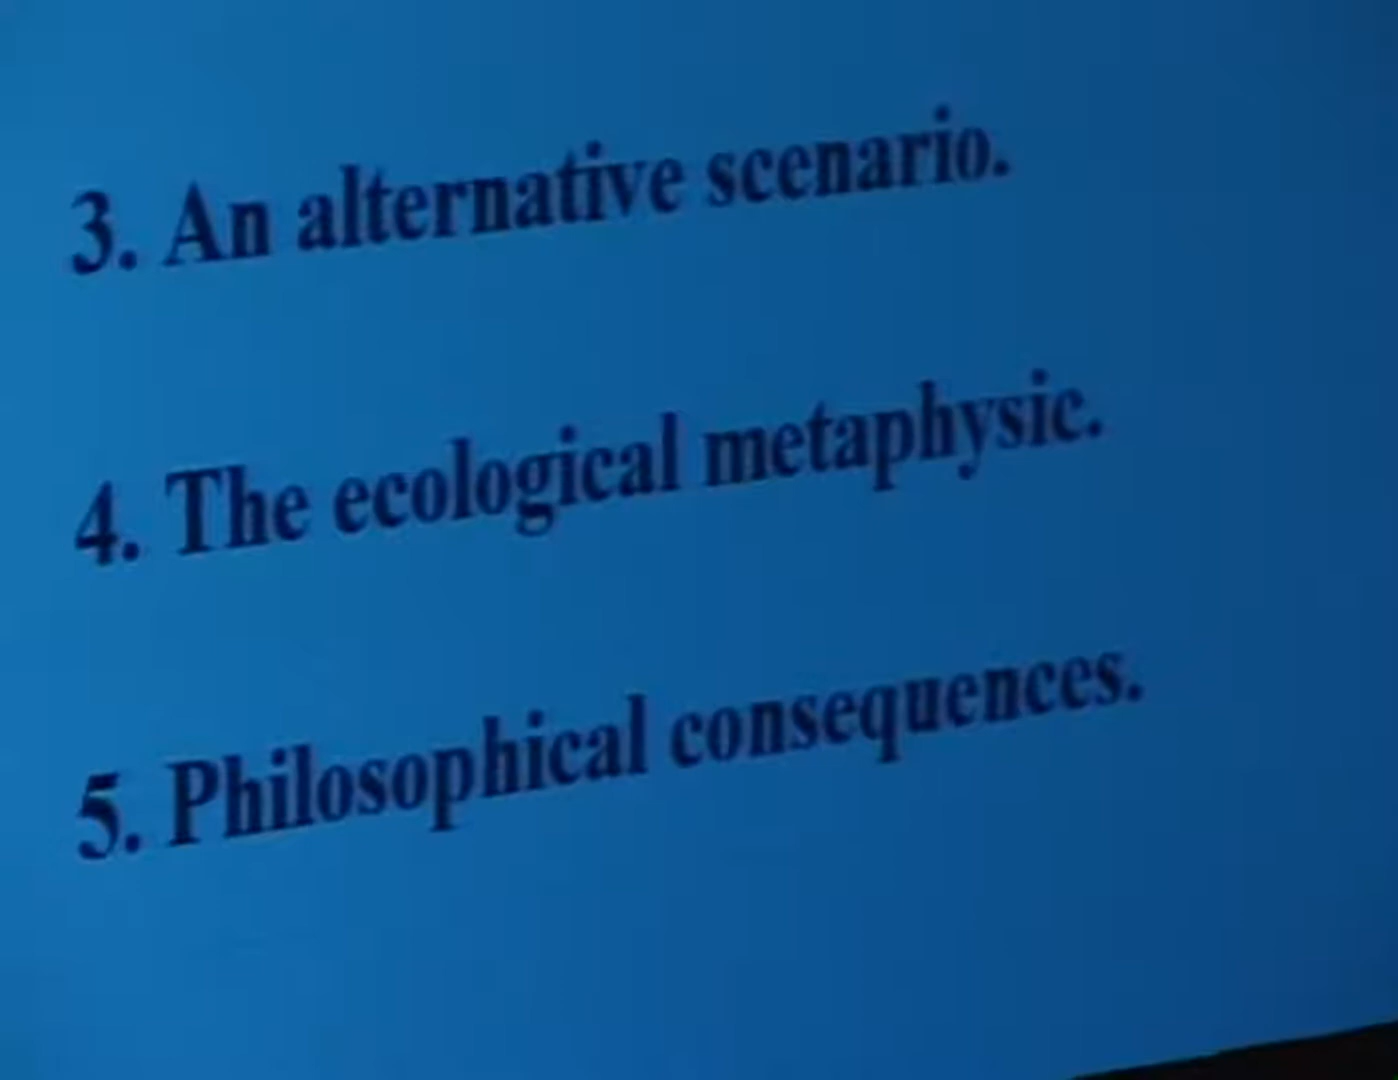 3. An alternative scenario.
4. The ecological metaphysic.
5. Philosophical consequences.